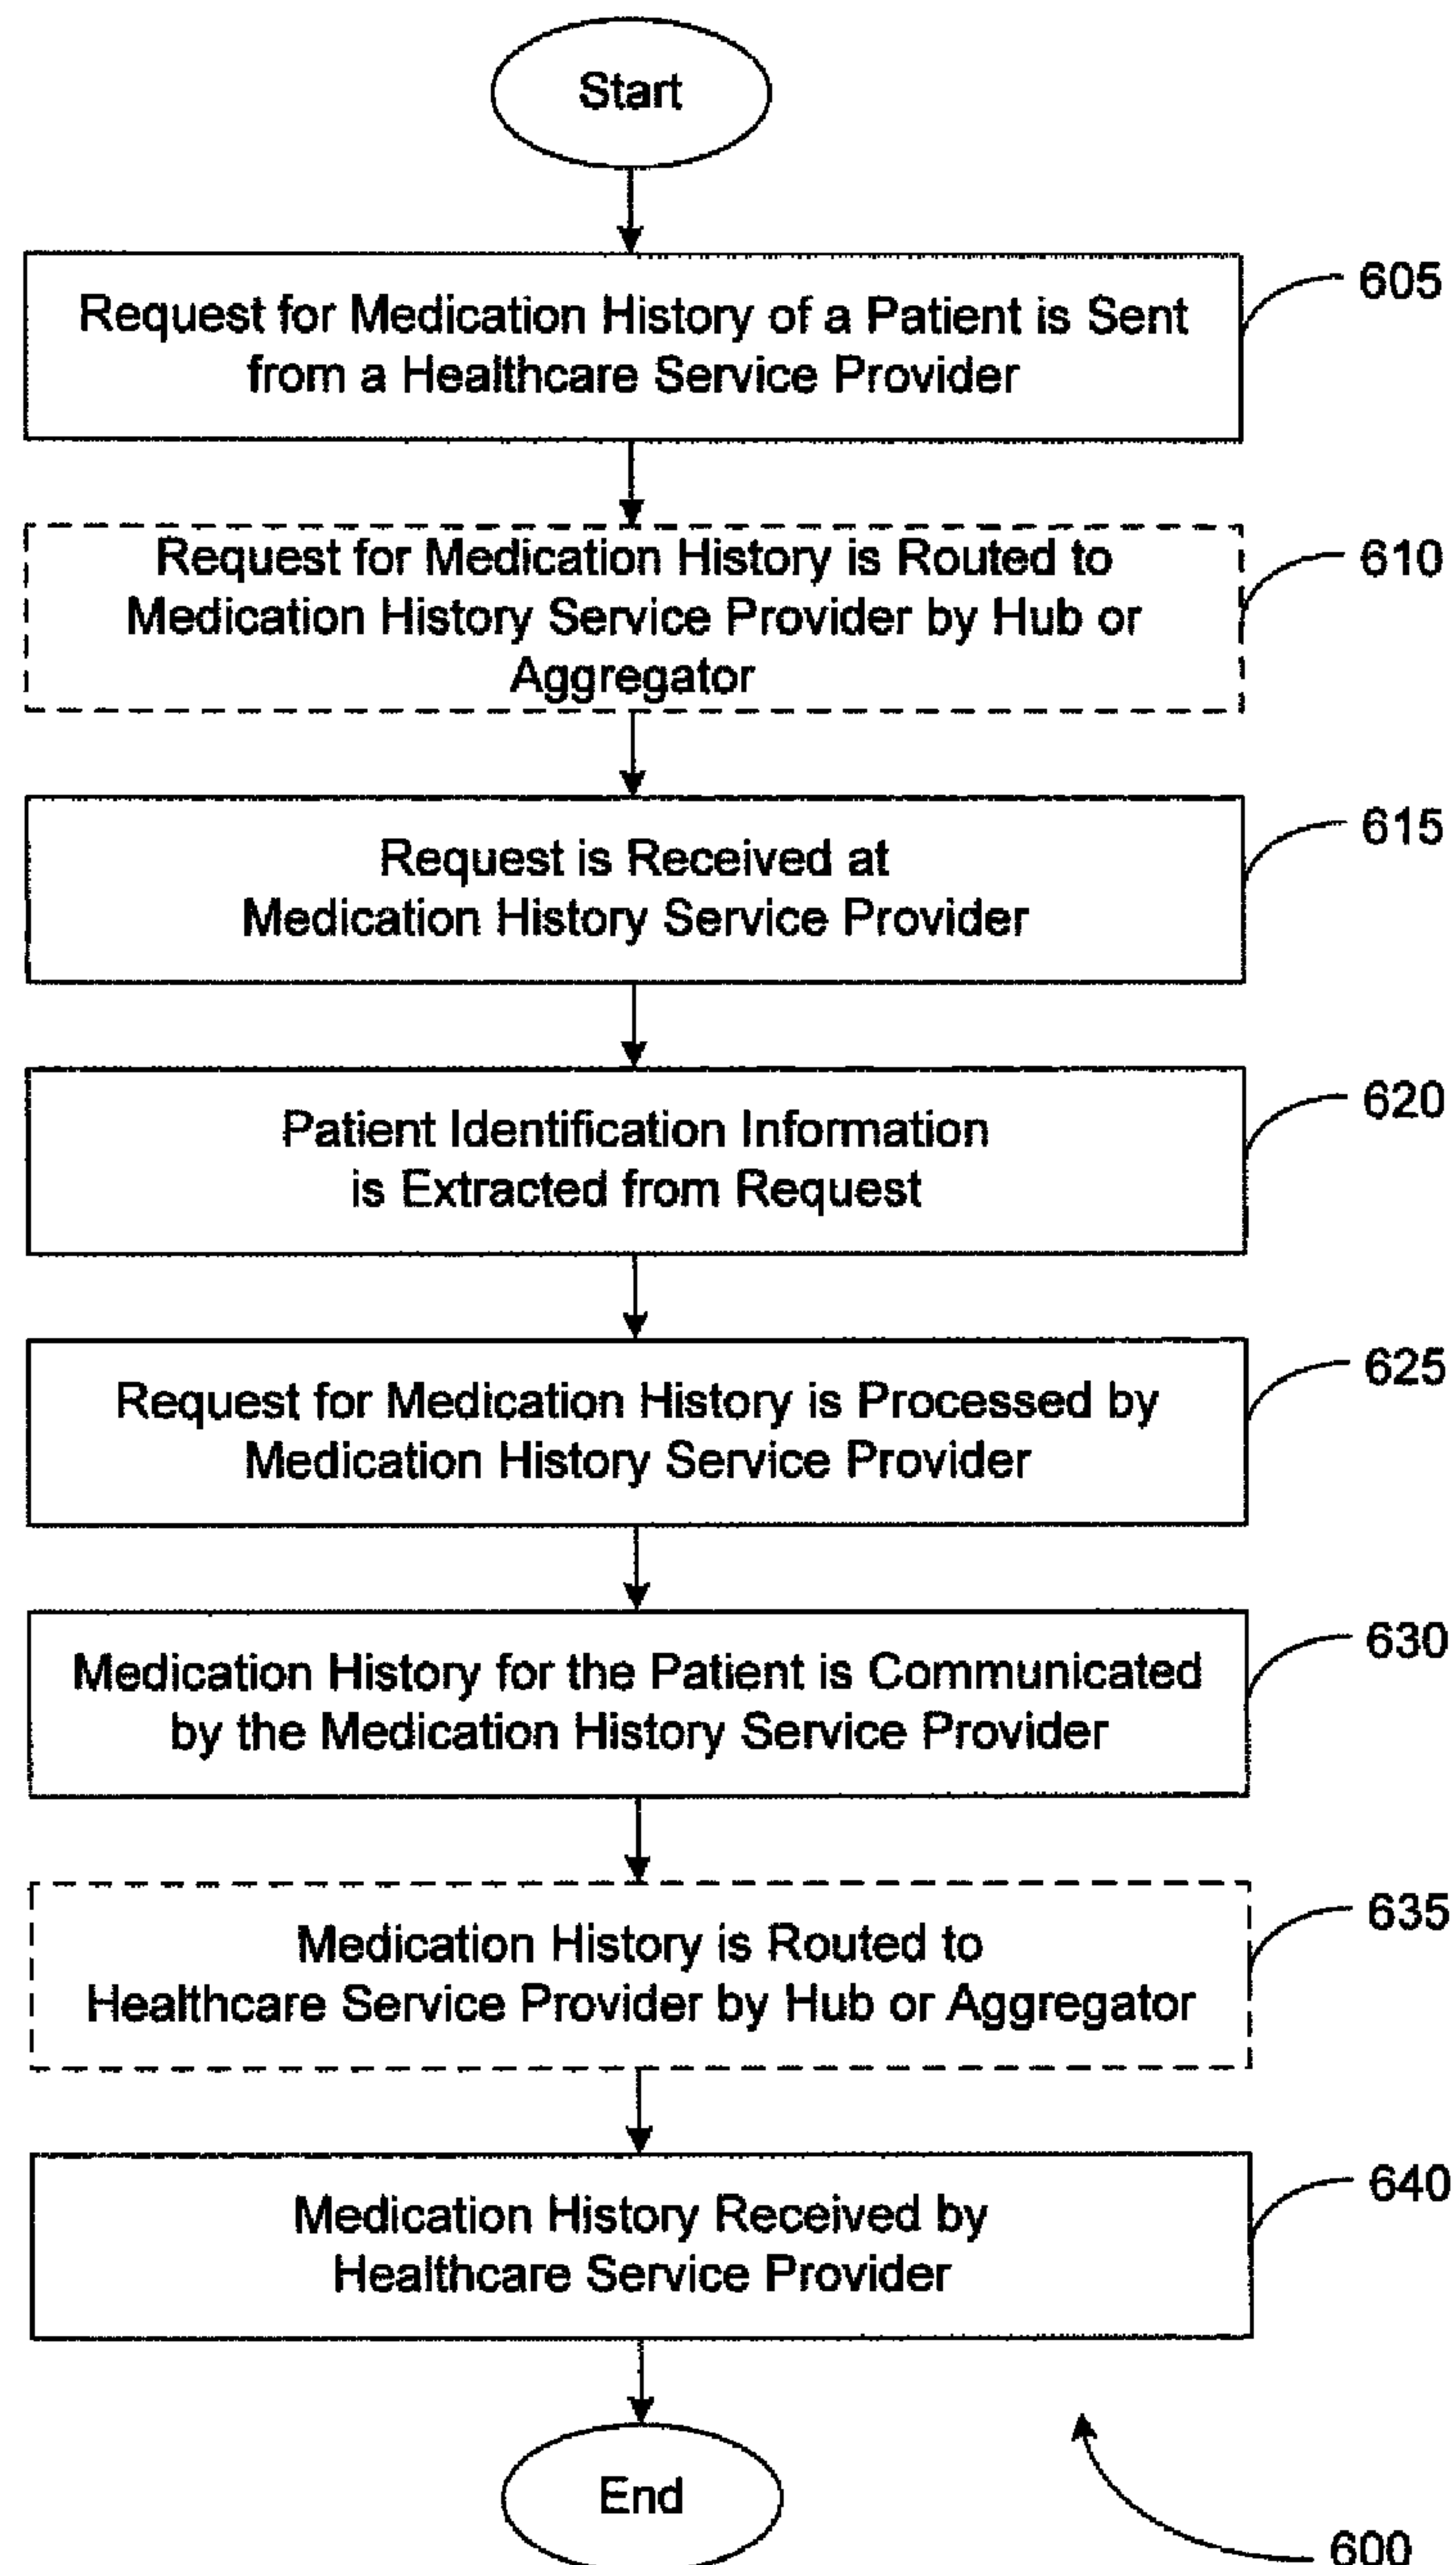 Start
Request for Medication History of a Patient is Sent
from a Healthcare Service Provider
605
Request for Medication History is Routed to
Medication History Service Provider by Hub or
Aggregator
610
Request is Received at
Medication History Service Provider
615
Patient Identification Information
is Extracted from Request
620
Request for Medication History is Processed by
Medication History Service Provider
625
Medication History for the Patient is Communicated
by the Medication History Service Provider
630
Medication History is Routed to
Healthcare Service Provider by Hub or Aggregator
635
Medication History Received by
Healthcare Service Provider
640
End
600